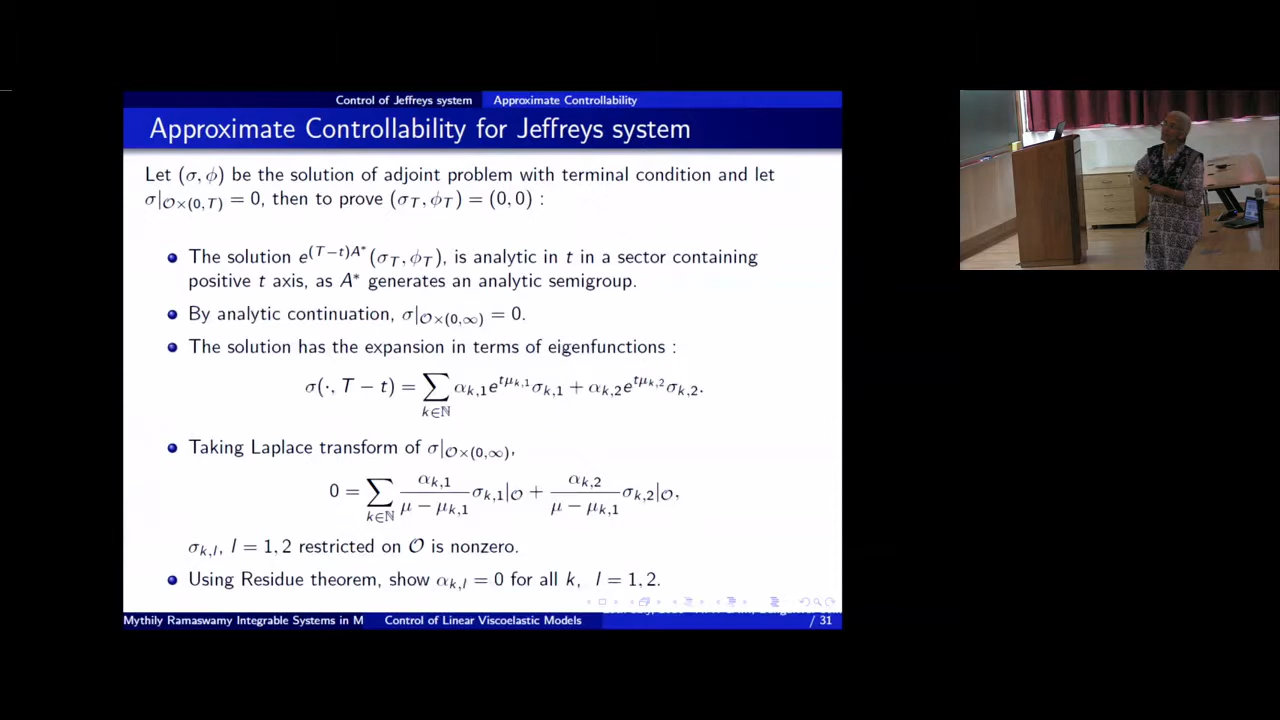 Control of Jeffreys system Approximate Controllability
Approximate Controllability for Jeffreys system
Let (σ, ϕ) be the solution of adjoint problem with terminal condition and let
σ|_{𝒪×(0,T)} = 0, then to prove (σ_T, ϕ_T) = (0, 0) :
The solution e^{(T−t)A*}(σ_T, ϕ_T), is analytic in t in a sector containing
positive t axis, as A* generates an analytic semigroup.
By analytic continuation, σ|_{𝒪×(0,∞)} = 0.
The solution has the expansion in terms of eigenfunctions :
σ(·, T − t) = ∑_{k∈ℕ} α_{k,1}e^{tμ_{k,1}}σ_{k,1} + α_{k,2}e^{tμ_{k,2}}σ_{k,2}.
Taking Laplace transform of σ|_{𝒪×(0,∞)},
0 = ∑_{k∈ℕ} α_{k,1}/(μ − μ_{k,1}) σ_{k,1}|_𝒪 + α_{k,2}/(μ − μ_{k,1}) σ_{k,2}|_𝒪,
σ_{k,l}, l = 1, 2 restricted on 𝒪 is nonzero.
Using Residue theorem, show α_{k,l} = 0 for all k, l = 1, 2.
Mythily Ramaswamy Integrable Systems in M Control of Linear Viscoelastic Models / 31